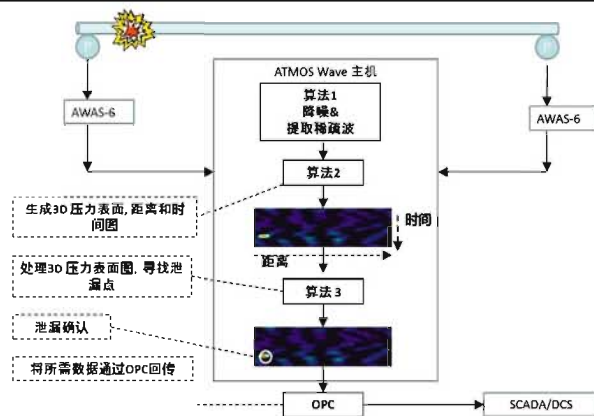 ATMOS Wave 主机
算法1
降噪&
提取稀疏波
AWAS-6
AWAS-6
算法2
生成3D 压力表面, 距离和时
间图
时间
距离
处理3D 压力表面图, 寻找泄
漏点
算法 3
泄漏确认
将所需数据通过OPC回传
OPC
SCADA/DCS